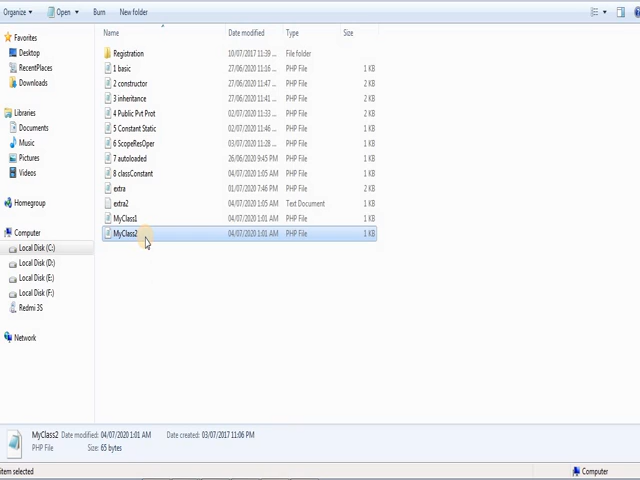 Organize Open Burn New folder
Name Date modified Type Size
Favorites
Desktop
RecentPlaces
Downloads
Libraries
Documents
Music
Pictures
Videos
Homegroup
Computer
Local Disk (C:)
Local Disk (D:)
Local Disk (E:)
Local Disk (F:)
Redmi 3S
Network
Registration 10/07/2017 11:39 ... File folder
1 basic 27/06/2020 11:16 ... PHP File 1 KB
2 constructor 27/06/2020 11:47 ... PHP File 2 KB
3 inheritance 27/06/2020 11:41 ... PHP File 2 KB
4 Public Pvt Prot 02/07/2020 11:33 ... PHP File 2 KB
5 Constant Static 02/07/2020 11:46 ... PHP File 1 KB
6 ScopeResOper 03/07/2020 11:28 ... PHP File 1 KB
7 autoloaded 26/06/2020 9:45 PM PHP File 1 KB
8 classConstant 04/07/2020 1:05 AM PHP File 1 KB
extra 01/07/2020 7:46 PM PHP File 2 KB
extra2 04/07/2020 1:05 AM Text Document 1 KB
MyClass1 04/07/2020 1:01 AM PHP File 1 KB
MyClass2 04/07/2020 1:01 AM PHP File 1 KB
MyClass2 Date modified: 04/07/2020 1:01 AM Date created: 03/07/2017 11:06 PM
PHP File Size: 65 bytes
item selected Computer